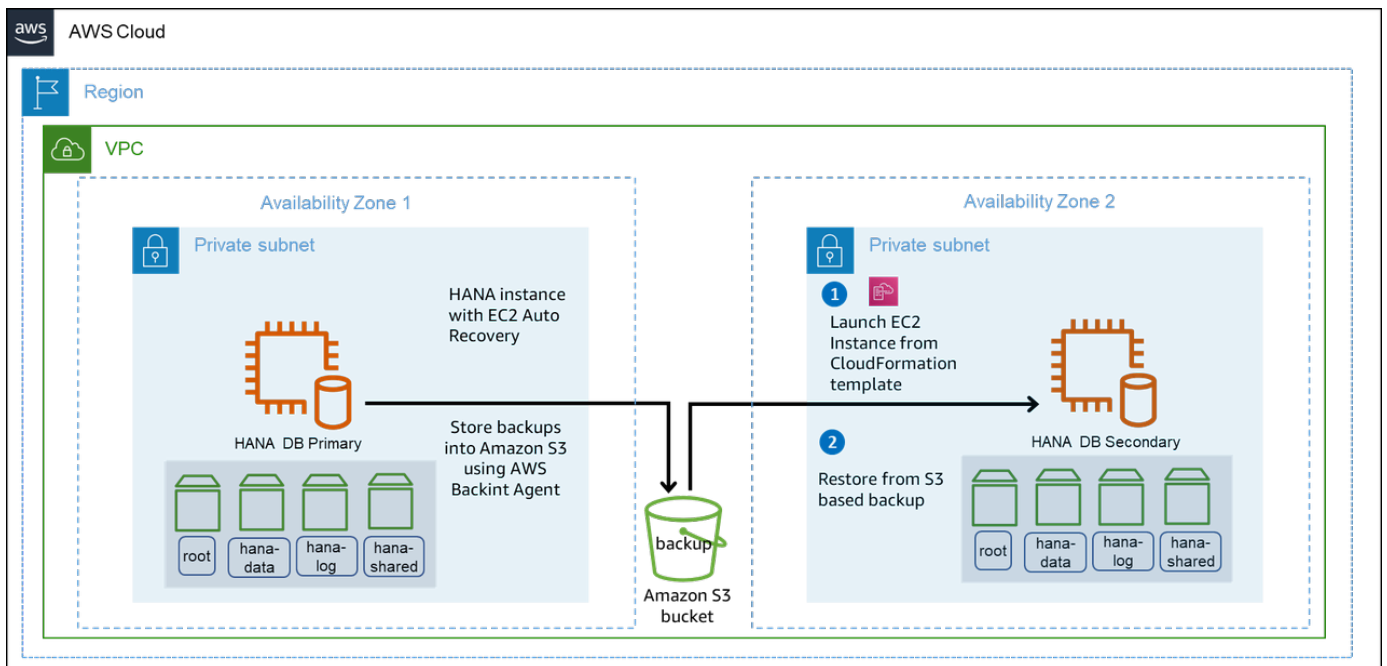 aws
AWS Cloud
Region
VPC
Availability Zone 1
Private subnet
HANA instance
with EC2 Auto
Recovery
HANA DB Primary
Store backups
into Amazon S3
using AWS
Backint Agent
root
hana-
data
hana-
log
hana-
shared
backup
Amazon S3
bucket
Availability Zone 2
Private subnet
1
Launch EC2
Instance from
CloudFormation
template
HANA DB Secondary
2
Restore from S3
based backup
root
hana-
data
hana-
log
hana-
shared